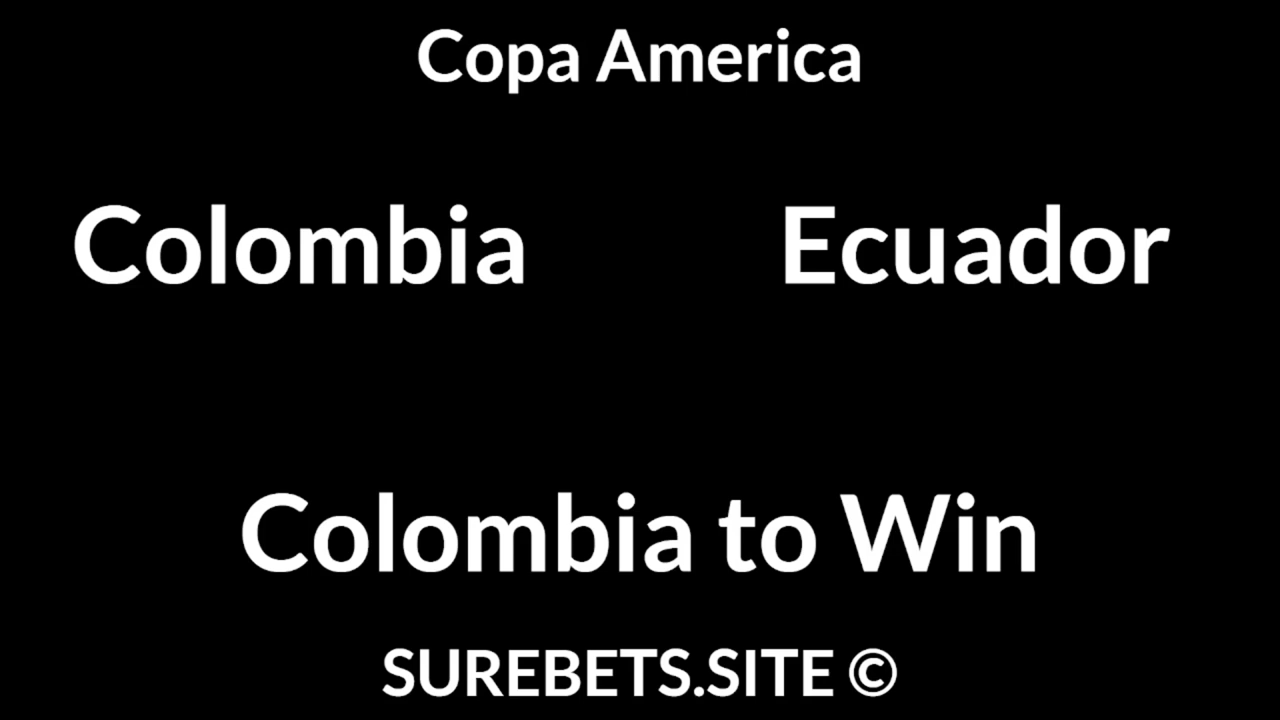 Copa America
Colombia Ecuador
Colombia to Win
SUREBETS.SITE ©